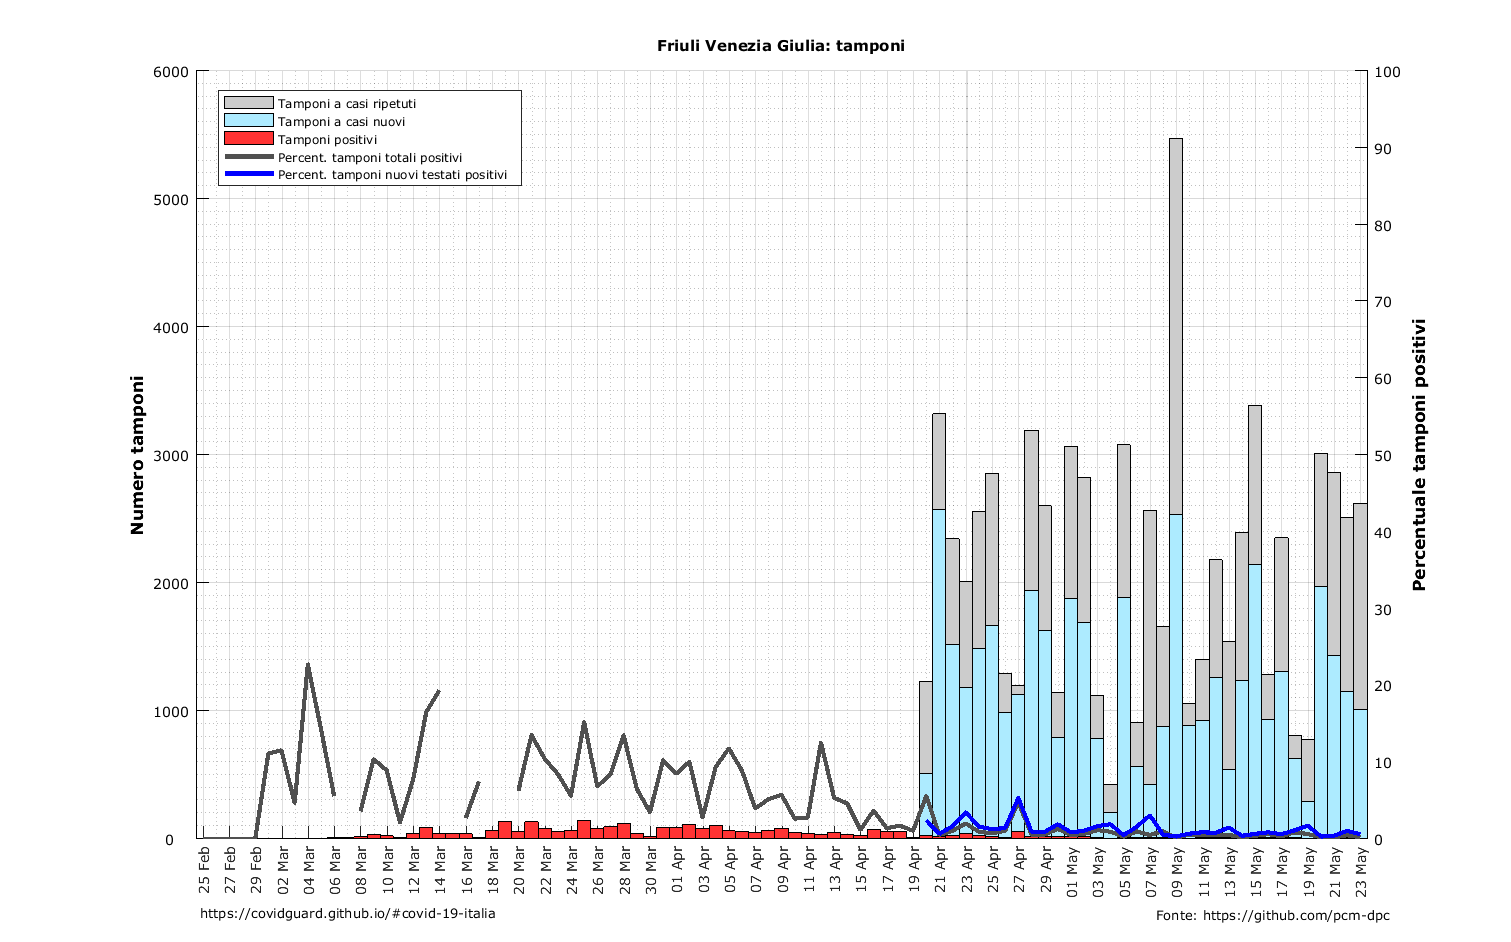 Friuli Venezia Giulia: tamponi
Tamponi a casi ripetuti
Tamponi a casi nuovi
Tamponi positivi
Percent. tamponi totali positivi
Percent. tamponi nuovi testati positivi
Numero tamponi
6000
5000
4000
3000
2000
1000
0
100
90
80
70
60
50
40
30
20
10
0
Percentuale tamponi positivi
25 Feb
27 Feb
29 Feb
02 Mar
04 Mar
06 Mar
08 Mar
10 Mar
12 Mar
14 Mar
16 Mar
18 Mar
20 Mar
22 Mar
24 Mar
26 Mar
28 Mar
30 Mar
01 Apr
03 Apr
05 Apr
07 Apr
09 Apr
11 Apr
13 Apr
15 Apr
17 Apr
19 Apr
21 Apr
23 Apr
25 Apr
27 Apr
29 Apr
01 May
03 May
05 May
07 May
09 May
11 May
13 May
15 May
17 May
19 May
21 May
23 May
https://covidguard.github.io/#covid-19-italia
Fonte: https://github.com/pcm-dpc